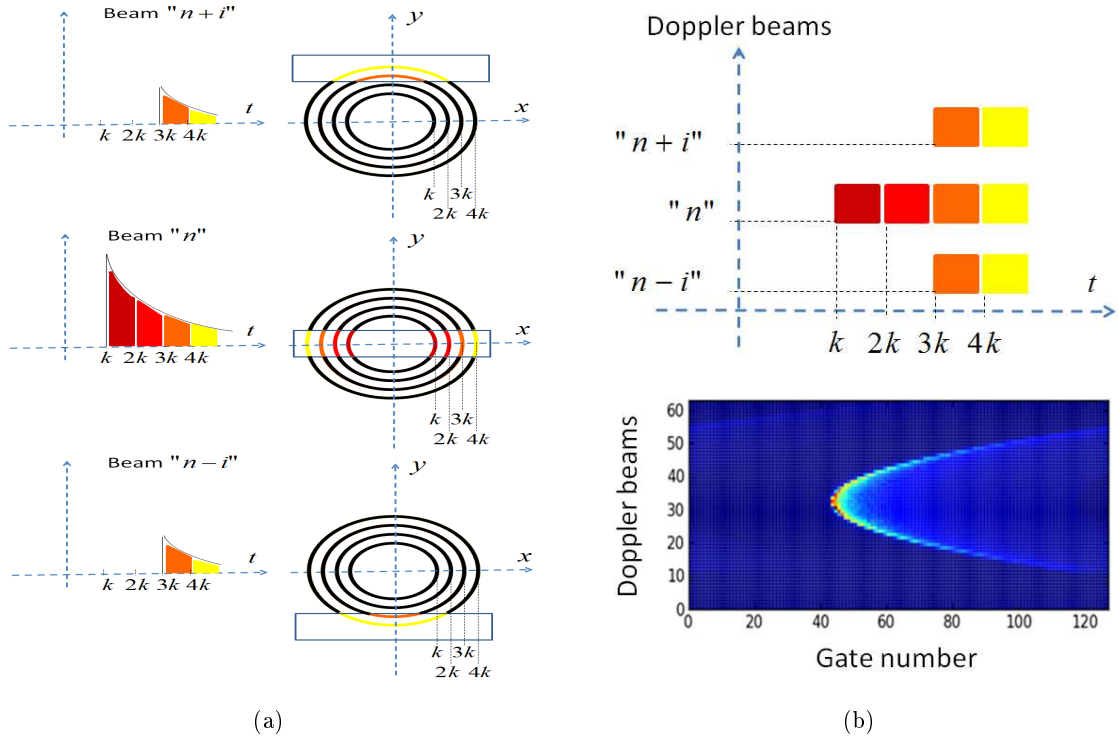 Beam "n + i"
t
k 2k 3k 4k
y
x
k 3k
2k 4k
Beam "n"
t
k 2k 3k 4k
y
x
k 3k
2k 4k
Beam "n − i"
t
k 2k 3k 4k
y
x
k 3k
2k 4k
(a)
Doppler beams
"n + i"
"n"
"n − i"
t
k 2k 3k 4k
Doppler beams
60
50
40
30
20
10
0
0 20 40 60 80 100 120
Gate number
(b)